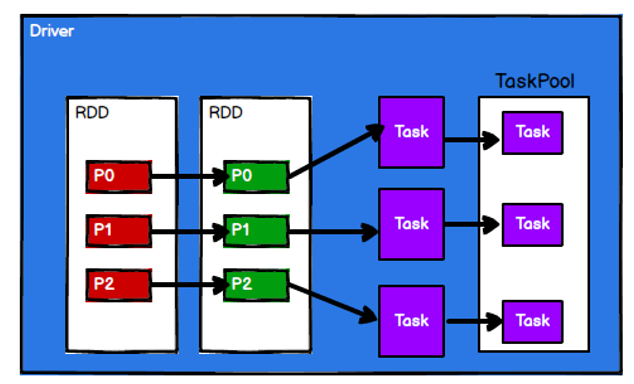 Driver
TaskPool
RDD
RDD
Task
Task
P0
P0
P1
P1
Task
Task
P2
P2
Task
Task